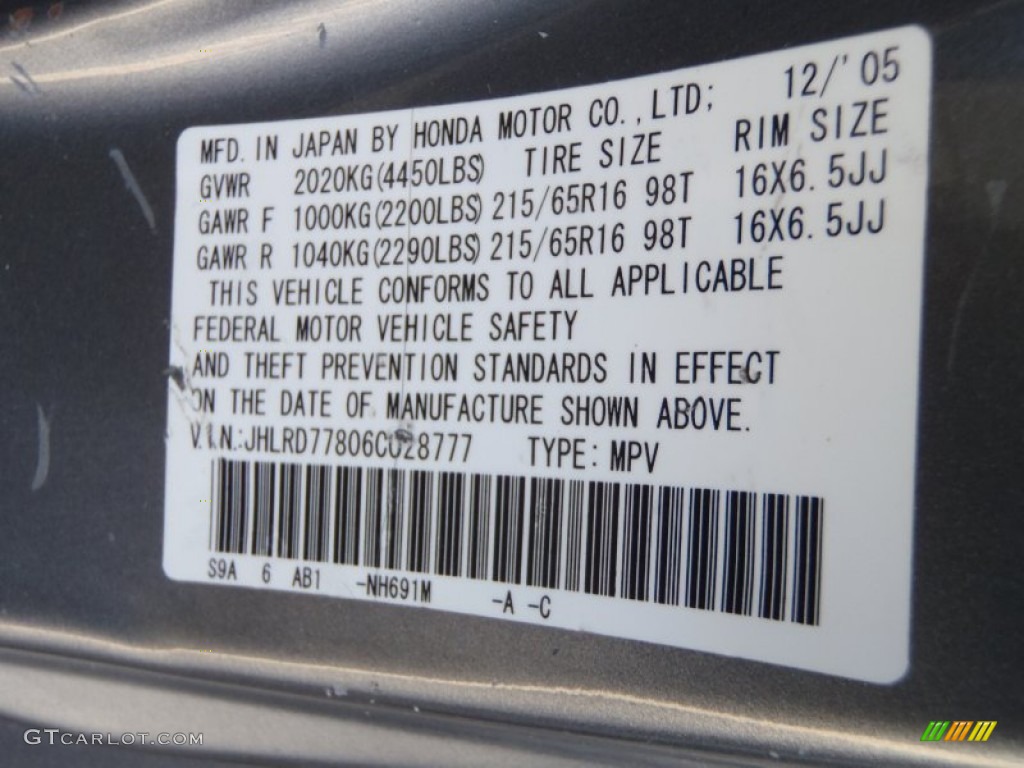 MFD. IN JAPAN BY HONDA MOTOR CO., LTD; 12/'05
GVWR 2020KG(4450LBS) TIRE SIZE RIM SIZE
GAWR F 1000KG(2200LBS) 215/65R16 98T 16X6.5JJ
GAWR R 1040KG(2290LBS) 215/65R16 98T 16X6.5JJ
THIS VEHICLE CONFORMS TO ALL APPLICABLE
FEDERAL MOTOR VEHICLE SAFETY
AND THEFT PREVENTION STANDARDS IN EFFECT
ON THE DATE OF MANUFACTURE SHOWN ABOVE.
V.I.N.:JHLRD77806C028777 TYPE: MPV
S9A 6 AB1 -NH691M -A -C
GTCARLOT.COM